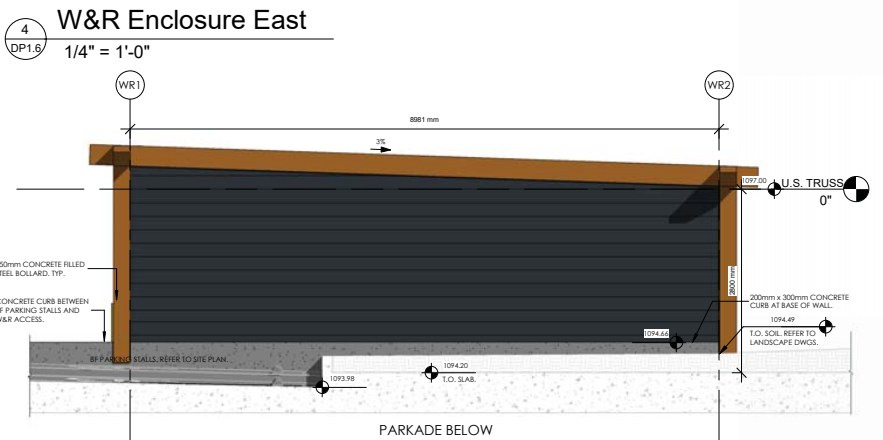 4
DP1.6
W&R Enclosure East
1/4" = 1'-0"
WR1
WR2
8981 mm
3%
1097.00
U.S. TRUSS
0"
50mm CONCRETE FILLED
TEEL BOLLARD. TYP.
CONCRETE CURB BETWEEN
F PARKING STALLS AND
W&R ACCESS.
2800 mm
200mm x 300mm CONCRETE
CURB AT BASE OF WALL.
1094.66
1094.49
T.O. SOIL. REFER TO
LANDSCAPE DWGS.
BF PARKING STALLS. REFER TO SITE PLAN.
1094.20
T.O. SLAB.
1093.98
PARKADE BELOW